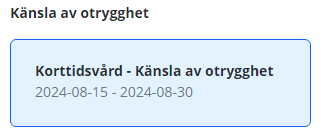 Känsla av otrygghet
Korttidsvård - Känsla av otrygghet
2024-08-15 - 2024-08-30